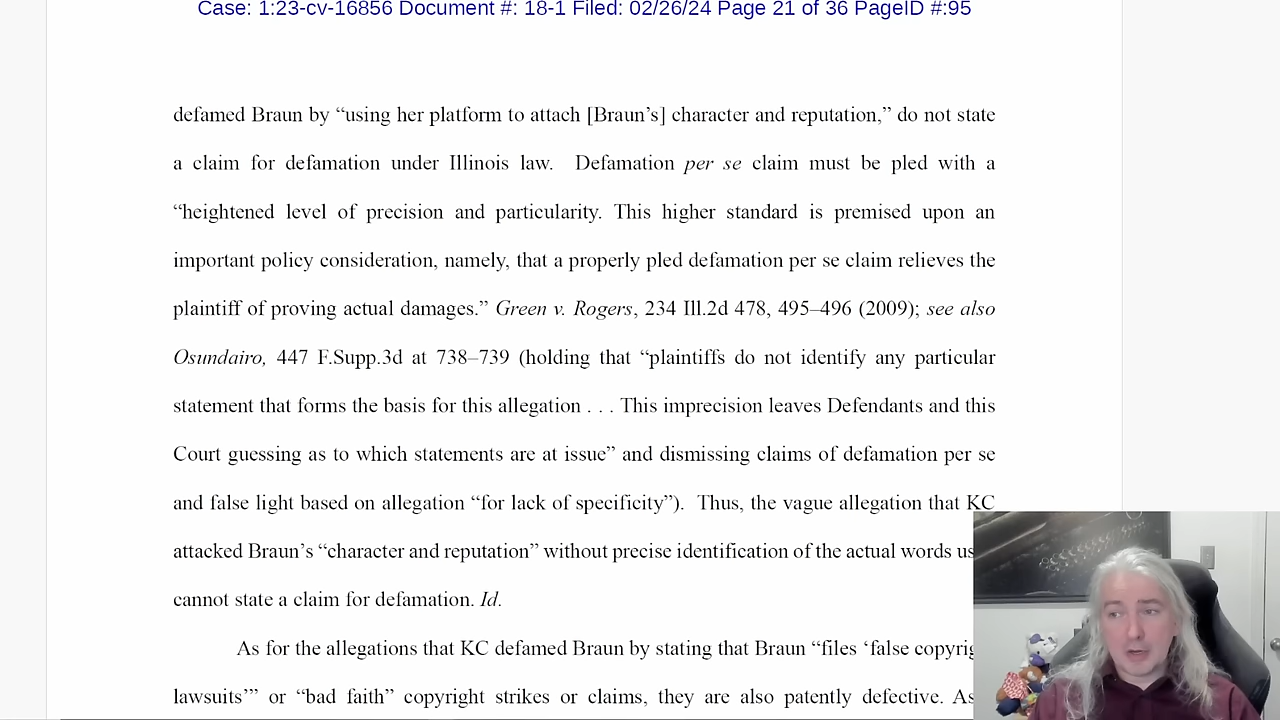 Case: 1:23-cv-16856 Document #: 18-1 Filed: 02/26/24 Page 21 of 36 PageID #:95
defamed Braun by “using her platform to attach [Braun’s] character and reputation,” do not state
a claim for defamation under Illinois law. Defamation per se claim must be pled with a
“heightened level of precision and particularity. This higher standard is premised upon an
important policy consideration, namely, that a properly pled defamation per se claim relieves the
plaintiff of proving actual damages.” Green v. Rogers, 234 Ill.2d 478, 495–496 (2009); see also
Osundairo, 447 F.Supp.3d at 738–739 (holding that “plaintiffs do not identify any particular
statement that forms the basis for this allegation . . . This imprecision leaves Defendants and this
Court guessing as to which statements are at issue” and dismissing claims of defamation per se
and false light based on allegation “for lack of specificity”). Thus, the vague allegation that KC
attacked Braun’s “character and reputation” without precise identification of the actual words
cannot state a claim for defamation. Id.
As for the allegations that KC defamed Braun by stating that Braun “files ‘false
lawsuits’” or “bad faith” copyright strikes or claims, they are also patently defective. As